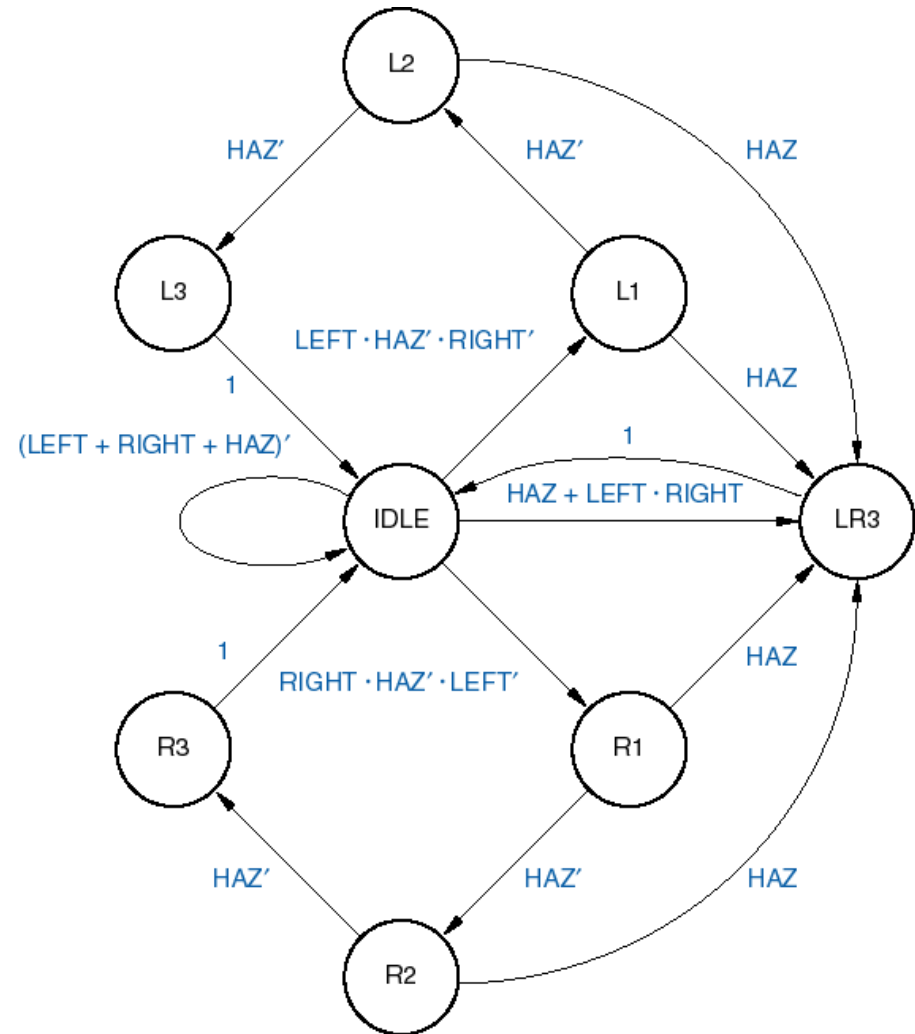 L2
HAZ′
HAZ′
HAZ
L3
L1
LEFT · HAZ′ · RIGHT′
1
HAZ
(LEFT + RIGHT + HAZ)′
1
HAZ + LEFT · RIGHT
IDLE
LR3
1
RIGHT · HAZ′ · LEFT′
HAZ
R3
R1
HAZ′
HAZ′
HAZ
R2